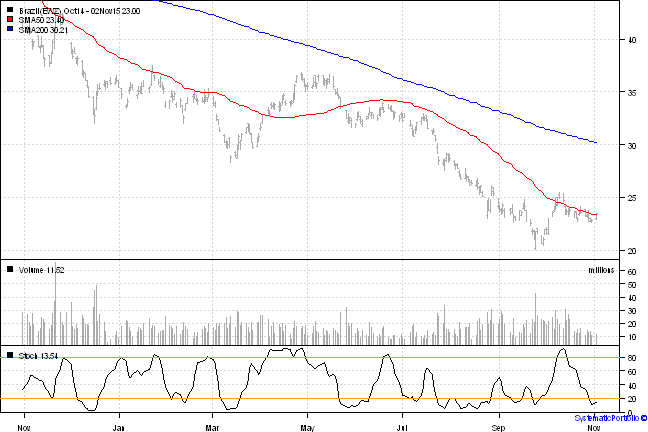 Brazil (EWZ) Oct14 - 02Nov15 23.00
SMA50 23.40
SMA200 30.21
40
35
30
25
20
Volume 11.52
millions
60
50
40
30
20
10
Stoch 13.54
80
60
40
20
0
Nov
Jan
Mar
May
Jul
Sep
Nov
SystematicPortfolio ©